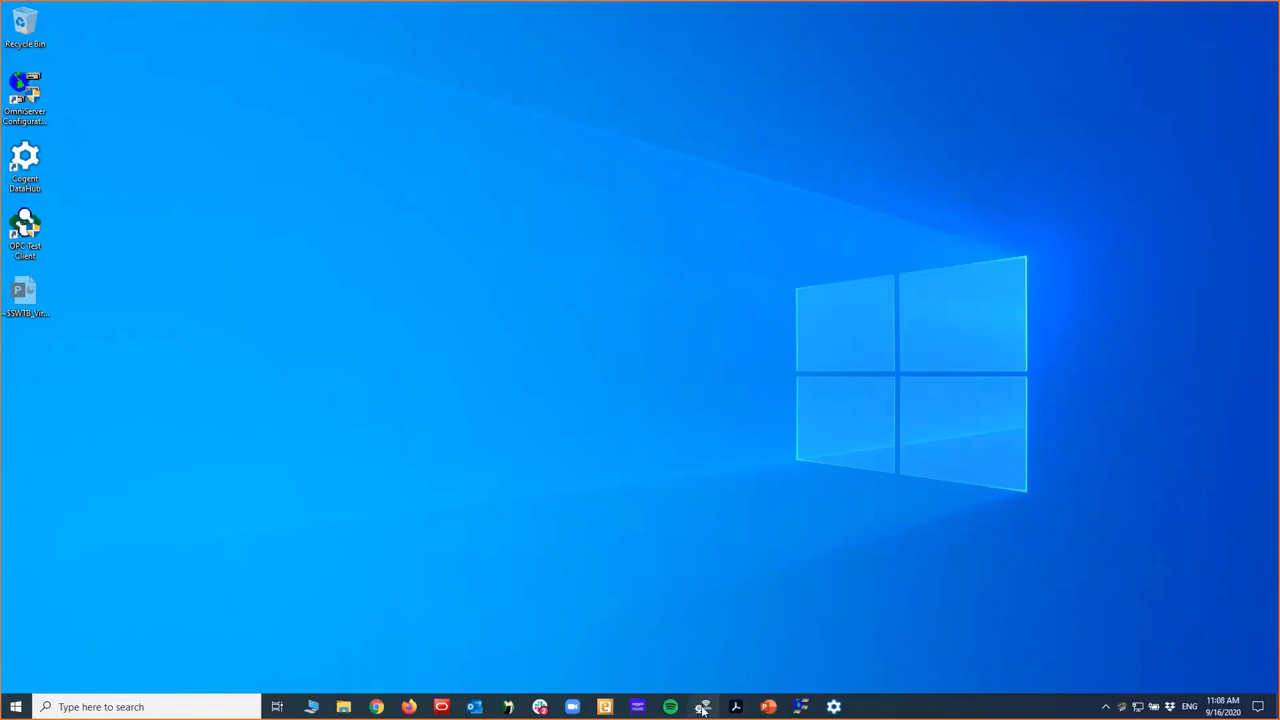 Recycle Bin
OmniServer
Configurat...
Cogent
DataHub
OPC Test
Client
~$SWTB_Vir...
Type here to search
ENG
11:08 AM
9/16/2020